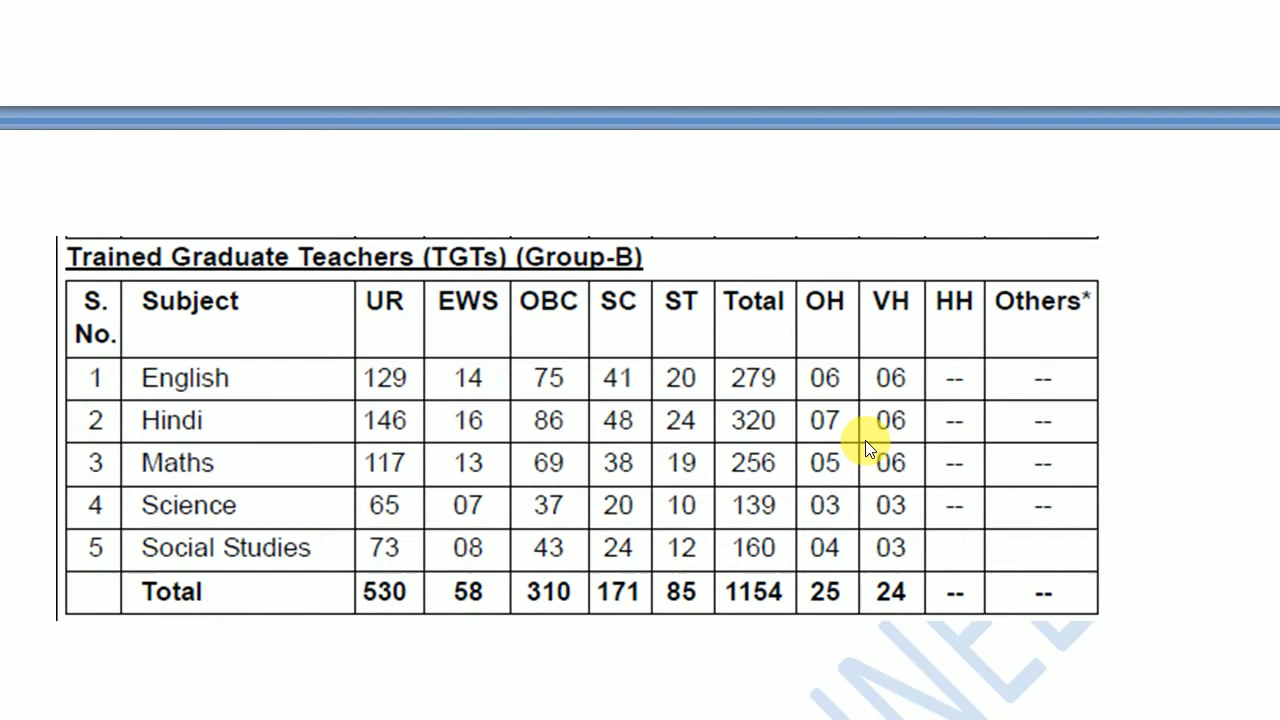 Trained Graduate Teachers (TGTs) (Group-B)
S. No. Subject UR EWS OBC SC ST Total OH VH HH Others*
1 English 129 14 75 41 20 279 06 06 -- --
2 Hindi 146 16 86 48 24 320 07 06 -- --
3 Maths 117 13 69 38 19 256 05 06 -- --
4 Science 65 07 37 20 10 139 03 03 -- --
5 Social Studies 73 08 43 24 12 160 04 03
Total 530 58 310 171 85 1154 25 24 -- --